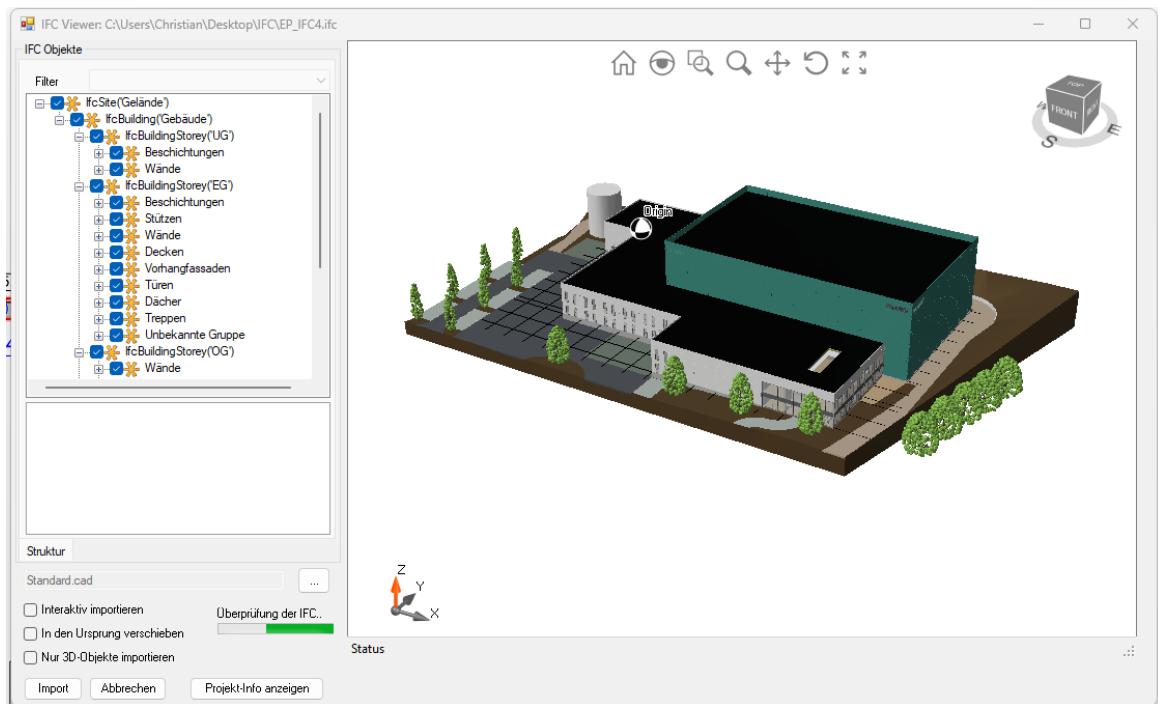 IFC Viewer: C:\Users\Christian\Desktop\IFC\EP_IFC4.ifc
IFC Objekte
Filter
IfcSite('Gelände')
IfcBuilding('Gebäude')
IfcBuildingStorey('UG')
Beschichtungen
Wände
IfcBuildingStorey('EG')
Beschichtungen
Stützen
Wände
Decken
Vorhangfassaden
Türen
Dächer
Treppen
Unbekannte Gruppe
IfcBuildingStorey('OG')
Wände
Struktur
Standard.cad
...
Interaktiv importieren
Überprüfung der IFC..
In den Ursprung verschieben
Nur 3D-Objekte importieren
Import
Abbrechen
Projekt-Info anzeigen
TOP
FRONT
S
E
Origin
Z
Y
X
Status